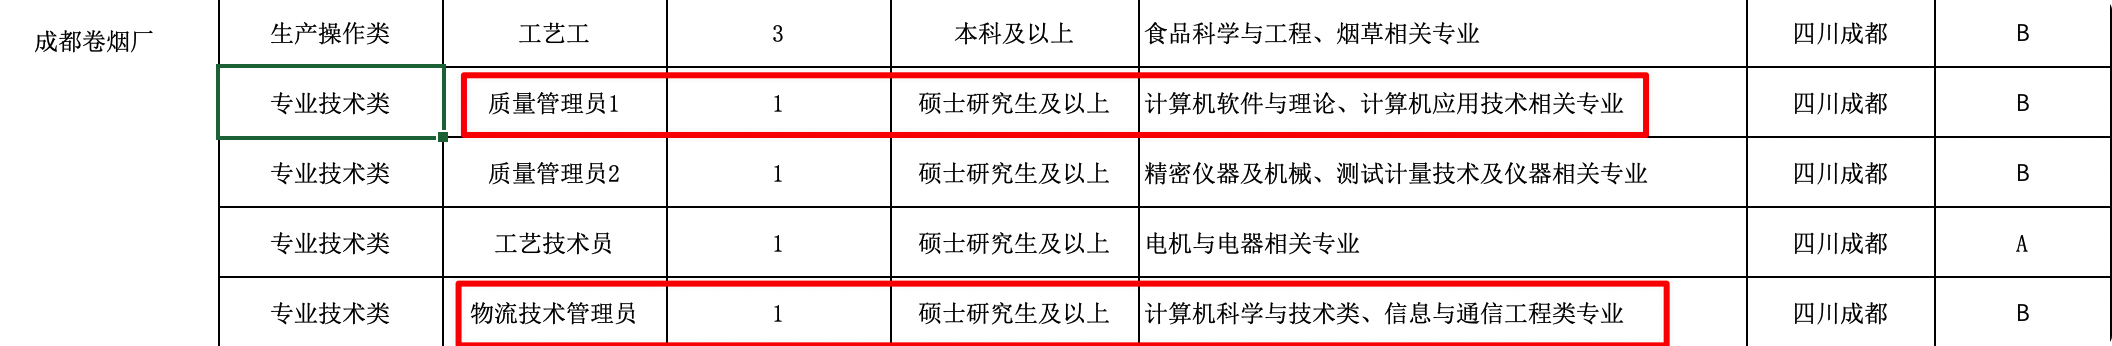 成都卷烟厂 生产操作类 工艺工 3 本科及以上 食品科学与工程、烟草相关专业 四川成都 B
专业技术类 质量管理员1 1 硕士研究生及以上 计算机软件与理论、计算机应用技术相关专业 四川成都 B
专业技术类 质量管理员2 1 硕士研究生及以上 精密仪器及机械、测试计量技术及仪器相关专业 四川成都 B
专业技术类 工艺技术员 1 硕士研究生及以上 电机与电器相关专业 四川成都 A
专业技术类 物流技术管理员 1 硕士研究生及以上 计算机科学与技术类、信息与通信工程类专业 四川成都 B